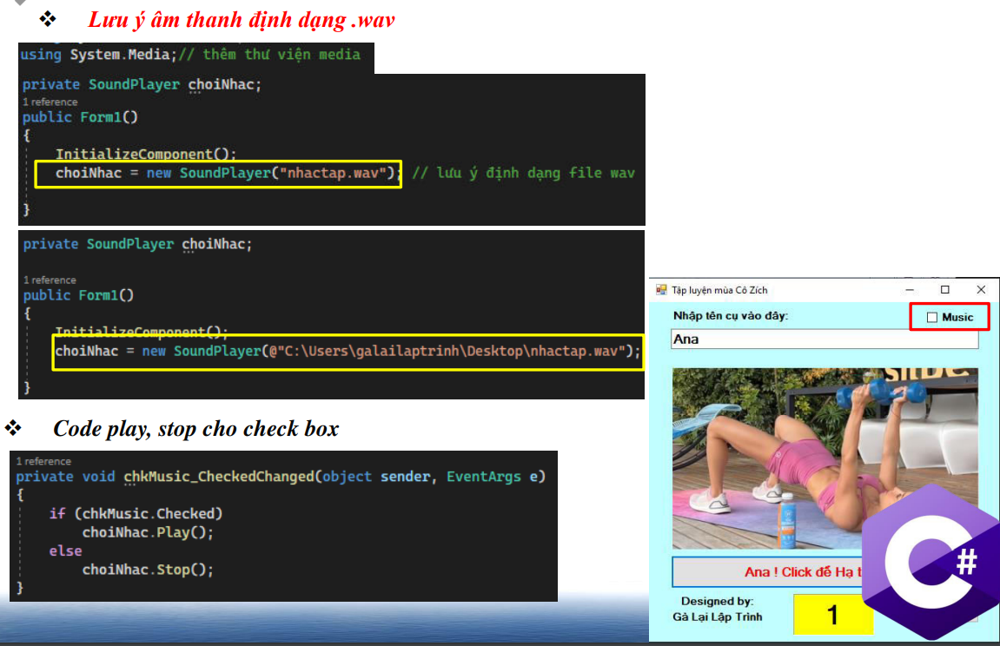 ❖ Lưu ý âm thanh định dạng .wav
using System.Media;// thêm thư viện media
private SoundPlayer choiNhac;
1 reference
public Form1()
{
InitializeComponent();
choiNhac = new SoundPlayer("nhactap.wav"); // lưu ý định dạng file wav
}
private SoundPlayer choiNhac;
1 reference
public Form1()
{
InitializeComponent();
choiNhac = new SoundPlayer(@"C:\Users\galailaptrinh\Desktop\nhactap.wav");
}
❖ Code play, stop cho check box
1 reference
private void chkMusic_CheckedChanged(object sender, EventArgs e)
{
if (chkMusic.Checked)
choiNhac.Play();
else
choiNhac.Stop();
}
Tập luyện mùa Cô Zích
Nhập tên cụ vào đây:
Music
Ana
Ana ! Click để Hạ t
Designed by:
Gà Lại Lập Trình
1
C#